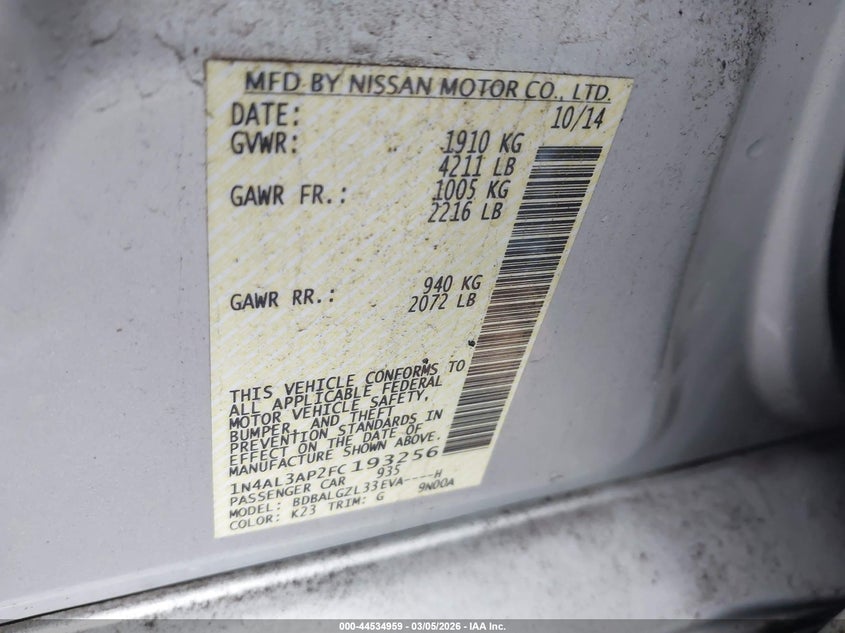 MFD BY NISSAN MOTOR CO., LTD.
DATE: 10/14
GVWR: 1910 KG
4211 LB
GAWR FR.: 1005 KG
2216 LB
GAWR RR.: 940 KG
2072 LB
THIS VEHICLE CONFORMS TO
ALL APPLICABLE FEDERAL
MOTOR VEHICLE SAFETY,
BUMPER, AND THEFT
PREVENTION STANDARDS IN
EFFECT ON THE DATE OF
MANUFACTURE SHOWN ABOVE.
1N4AL3AP2FC193256
PASSENGER CAR 935
MODEL: BDBALGZL33EVA----H
COLOR: K23 TRIM: G 9N00A
000-44534959 — 03/05/2026 — IAA Inc.